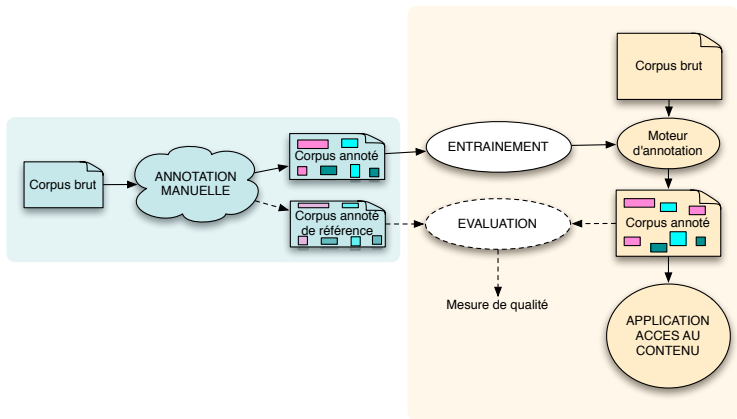 Corpus brut
ANNOTATION
MANUELLE
Corpus annoté
Corpus annoté
de référence
ENTRAINEMENT
EVALUATION
Mesure de qualité
Corpus brut
Moteur
d'annotation
Corpus annoté
APPLICATION
ACCES AU
CONTENU